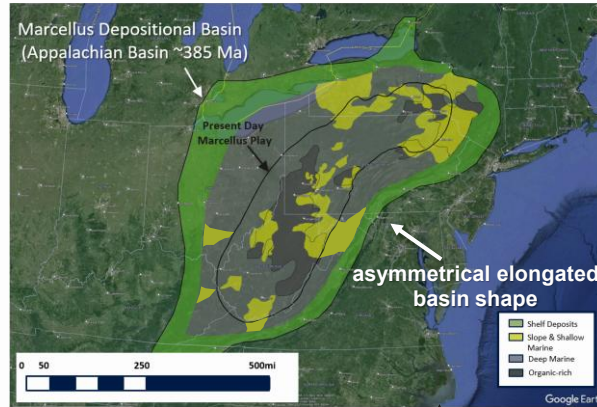 Marcellus Depositional Basin
(Appalachian Basin ~385 Ma)
Present Day
Marcellus Play
asymmetrical elongated
basin shape
Shelf Deposits
Slope & Shallow
Marine
Deep Marine
Organic-rich
0 50 250 500mi
Google Eart